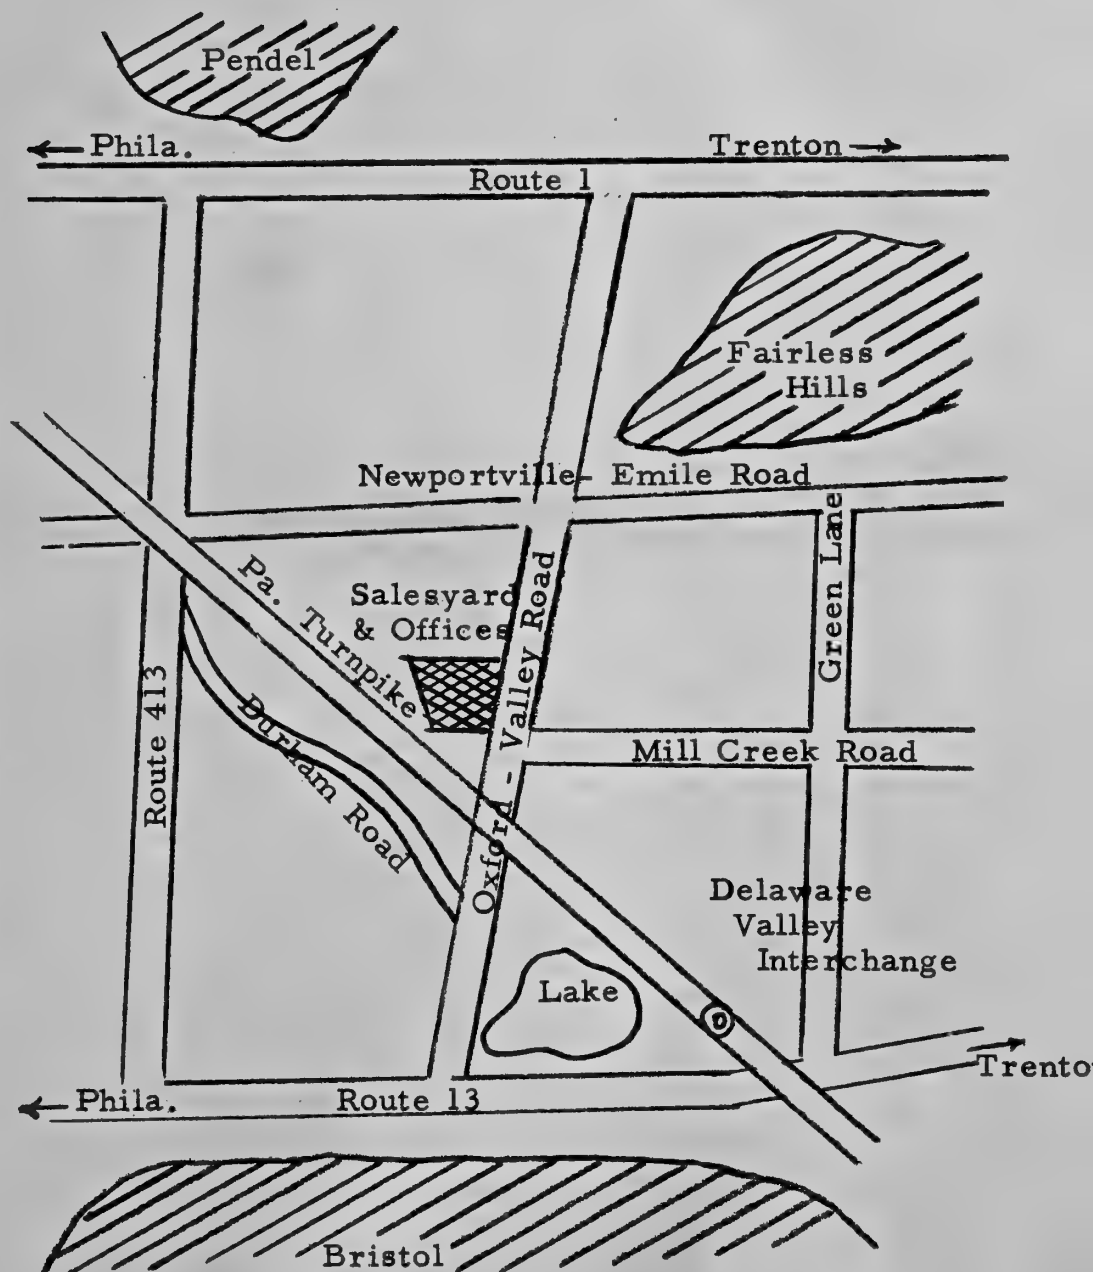 Pendel
Phila.
Trenton
Route 1
Fairless
Hills
Newportville- Emile Road
Green Lane
Pa. Turnpike
Salesyard
& Offices
Oxford - Valley Road
Route 413
Durham Road
Mill Creek Road
Delaware
Valley
Interchange
Lake
D
Trento
Phila.
Route 13
Bristol